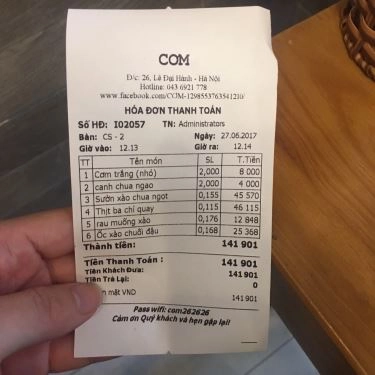 COM
Đ/c: 26, Lê Đại Hành - Hà Nội
Hotline: 043 6921 778
www.facebook.com/COM-1298553763541210/
HÓA ĐƠN THANH TOÁN
Số HĐ: I02057 TN: Administrators
Bàn: CS - 2 Ngày: 27.06.2017
Giờ vào: 12.13 Giờ ra: 12.14
TT Tên món SL T.Tiền
1 Cơm trắng (nhỏ) 2,000 8 000
2 canh chua ngao 2,000 4 000
3 Sườn xào chua ngọt 0,155 45 570
4 Thịt ba chỉ quay 0,115 46 115
5 rau muống xào 0,176 12 848
6 Ốc xào chuối đậu 0,168 25 368
Thành tiền: 141 901
Tiền Thanh Toán : 141 901
Tiền Khách Đưa: 141 901
Tiền Trả Lại: 0
mặt VND 141 901
Pass wifi: com262626
Cảm ơn Quý khách và hẹn gặp lại!